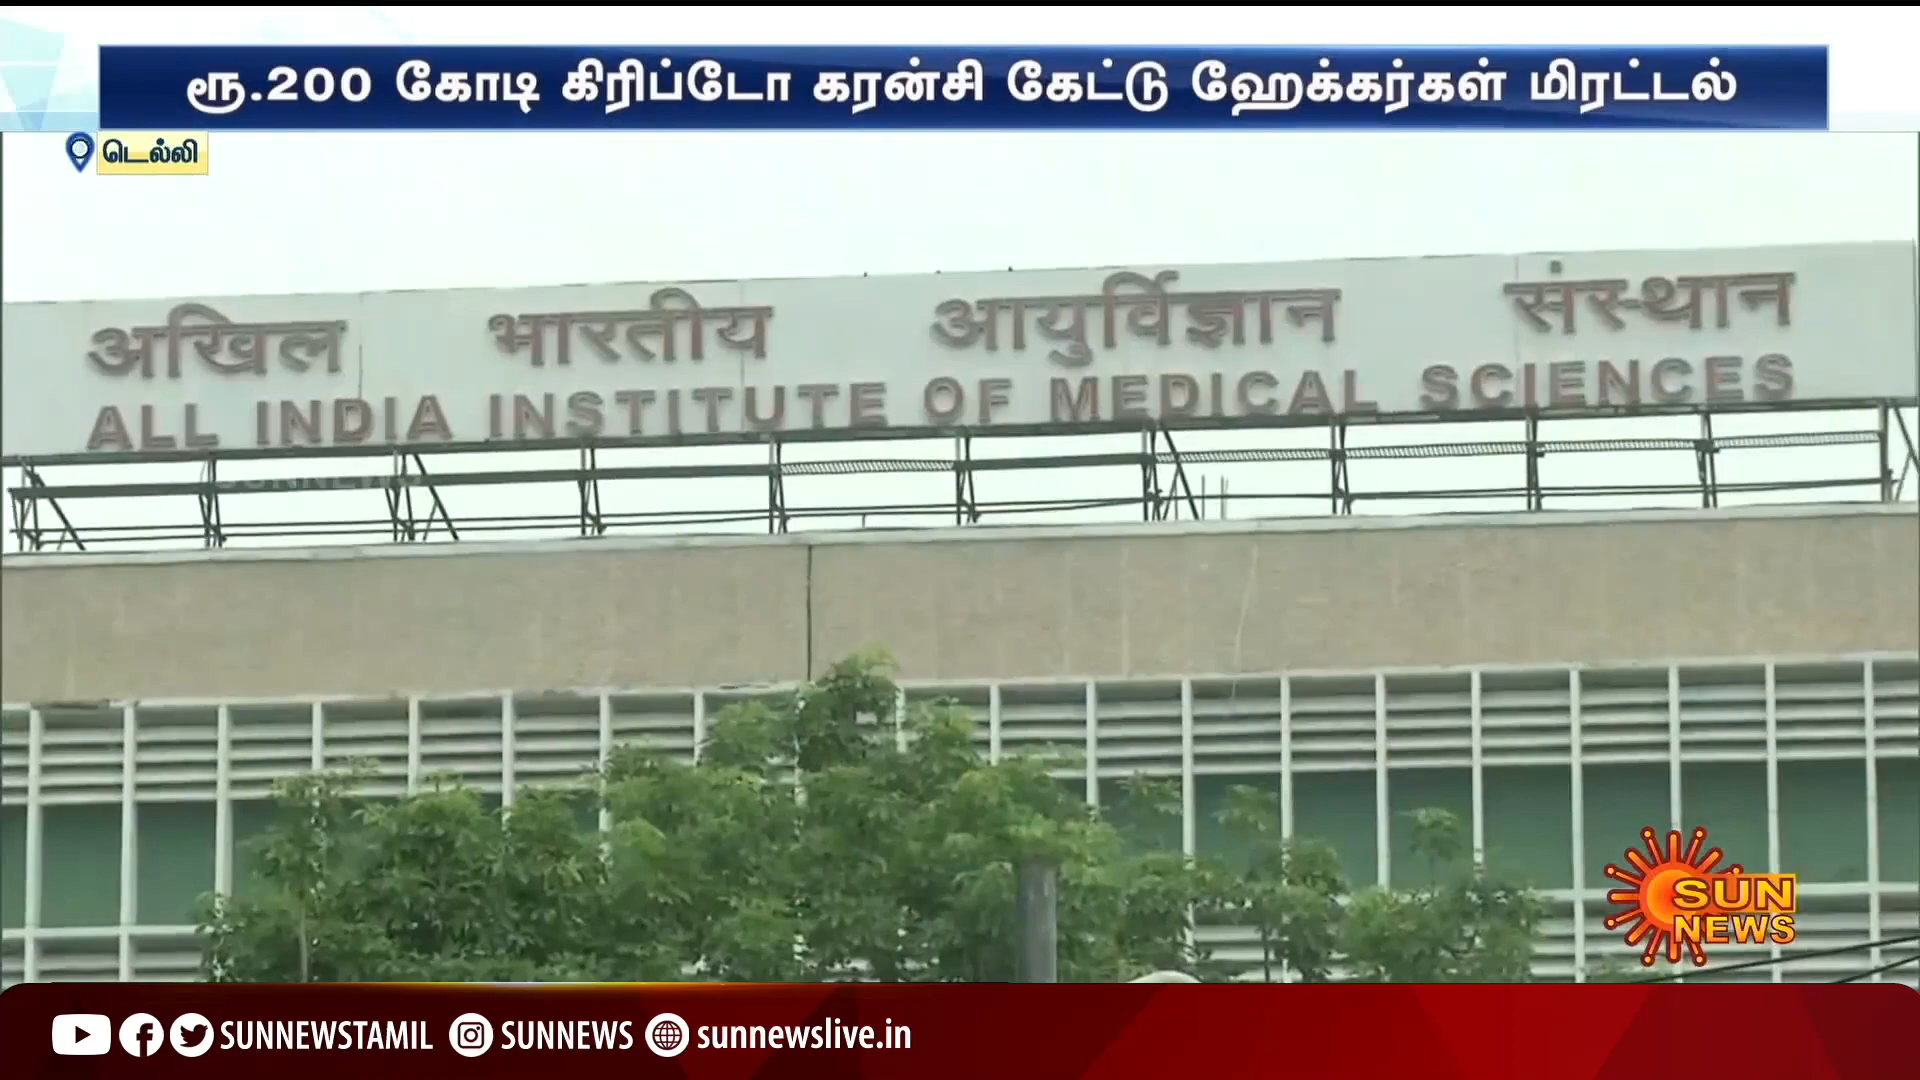 ரூ.200 கோடி கிரிப்டோ கரன்சி கேட்டு ஹேக்கர்கள் மிரட்டல்
டெல்லி
अखिल भारतीय आयुर्विज्ञान संस्थान
ALL INDIA INSTITUTE OF MEDICAL SCIENCES
SUNNEWS
SUN
NEWS
SUNNEWSTAMIL SUNNEWS sunnewslive.in